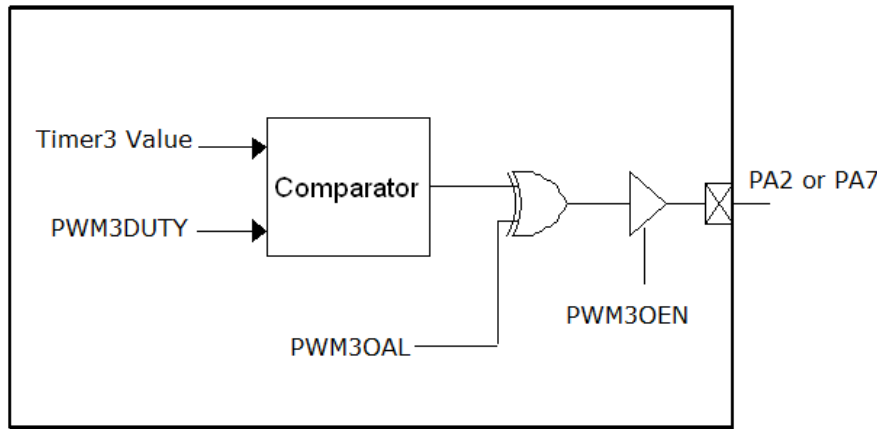 Timer3 Value
Comparator
PWM3DUTY
PWM3OAL
PWM3OEN
PA2 or PA7